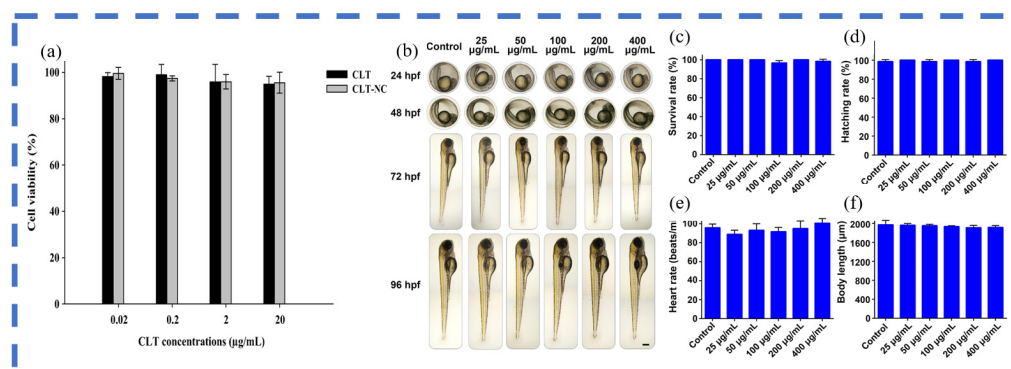 (a)
100
80
60
40
20
0
Cell viability (%)
0.02
0.2
2
20
CLT concentrations (µg/mL)
CLT
CLT-NC
(b)
Control
25 µg/mL
50 µg/mL
100 µg/mL
200 µg/mL
400 µg/mL
24 hpf
48 hpf
72 hpf
96 hpf
(c)
Survival rate (%)
100
80
60
40
20
0
Control
25 µg/mL
50 µg/mL
100 µg/mL
200 µg/mL
400 µg/mL
(d)
Hatching rate (%)
100
80
60
40
20
0
Control
25 µg/mL
50 µg/mL
100 µg/mL
200 µg/mL
400 µg/mL
(e)
Heart rate (beats/mi
100
80
60
40
20
0
Control
25 µg/mL
50 µg/mL
100 µg/mL
200 µg/mL
400 µg/mL
(f)
Body length (µm)
2000
1600
1200
800
400
0
Control
25 µg/mL
50 µg/mL
100 µg/mL
200 µg/mL
400 µg/mL